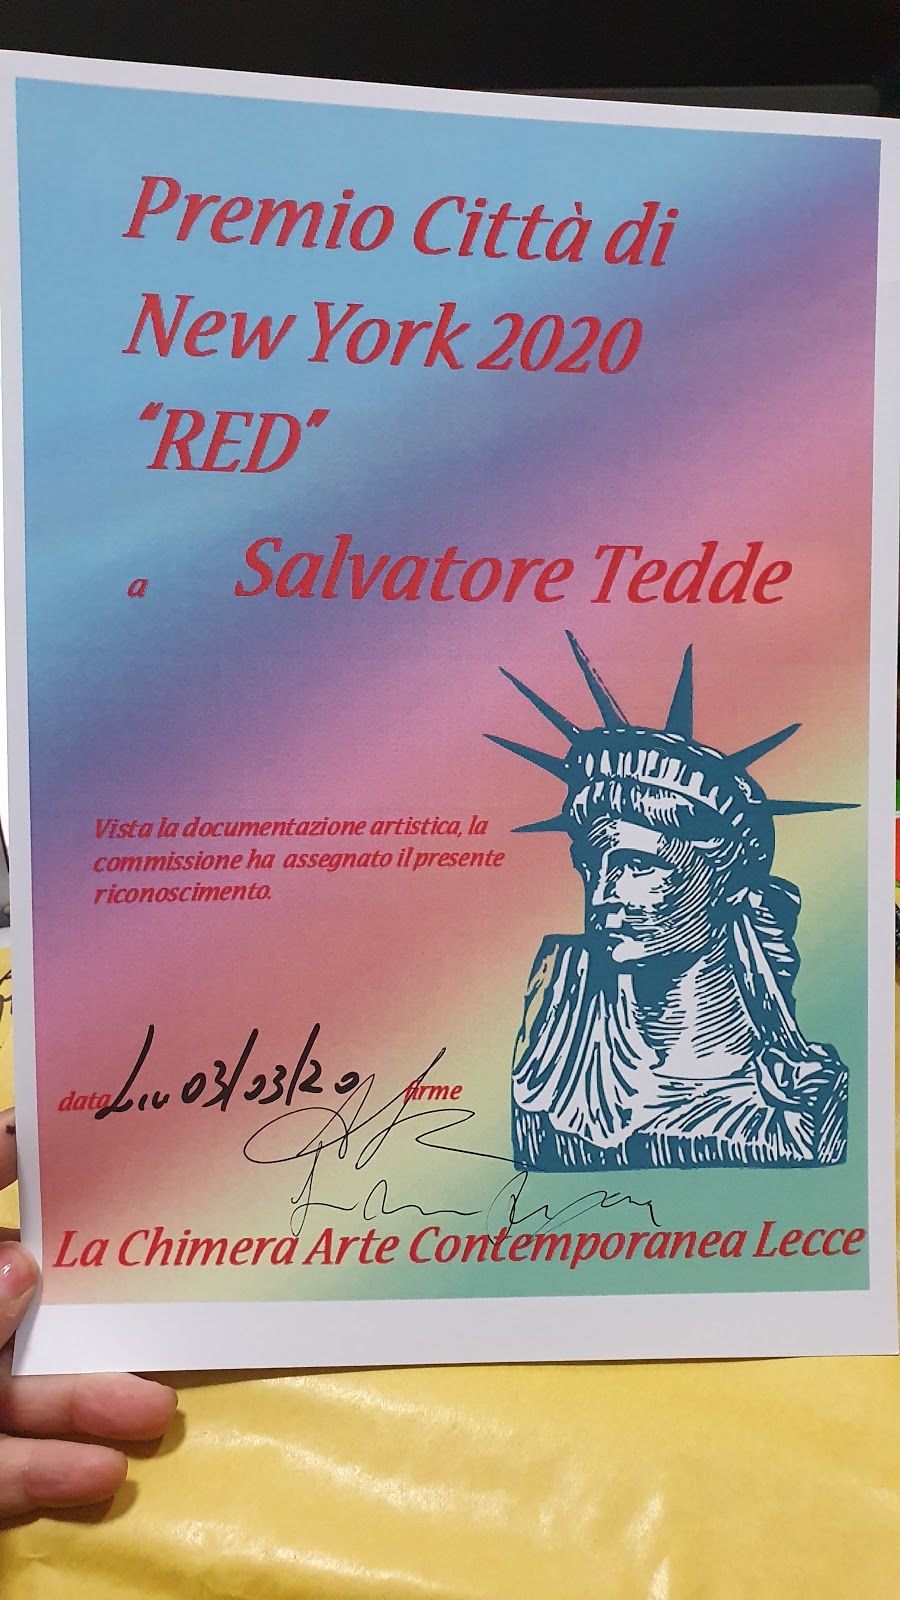 Premio Città di
New York 2020
“RED”
a Salvatore Tedde
Vista la documentazione artistica, la
commissione ha assegnato il presente
riconoscimento.
data 03/03/20 firme
La Chimera Arte Contemporanea Lecce